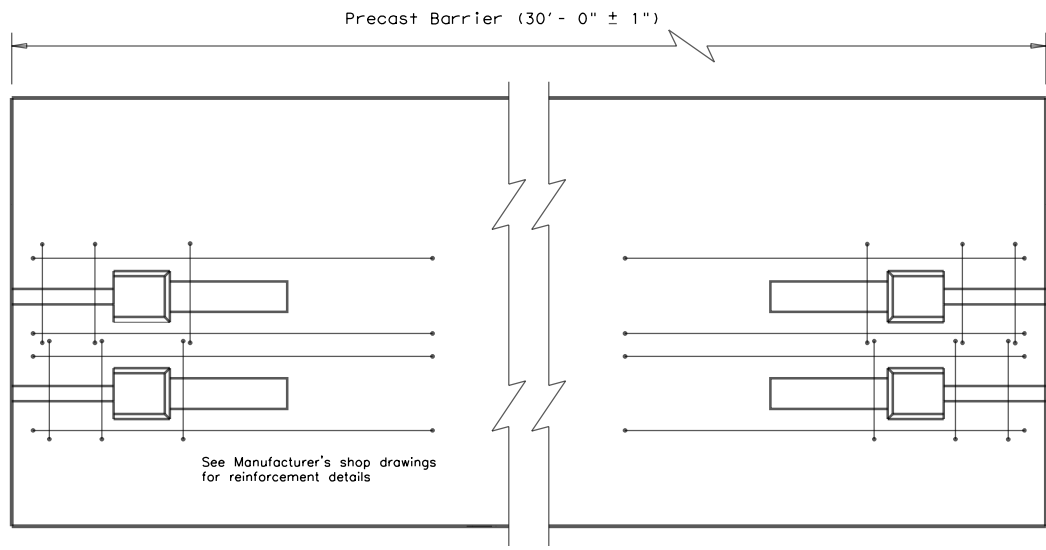 Precast Barrier (30'- 0" ± 1")
See Manufacturer's shop drawings
for reinforcement details